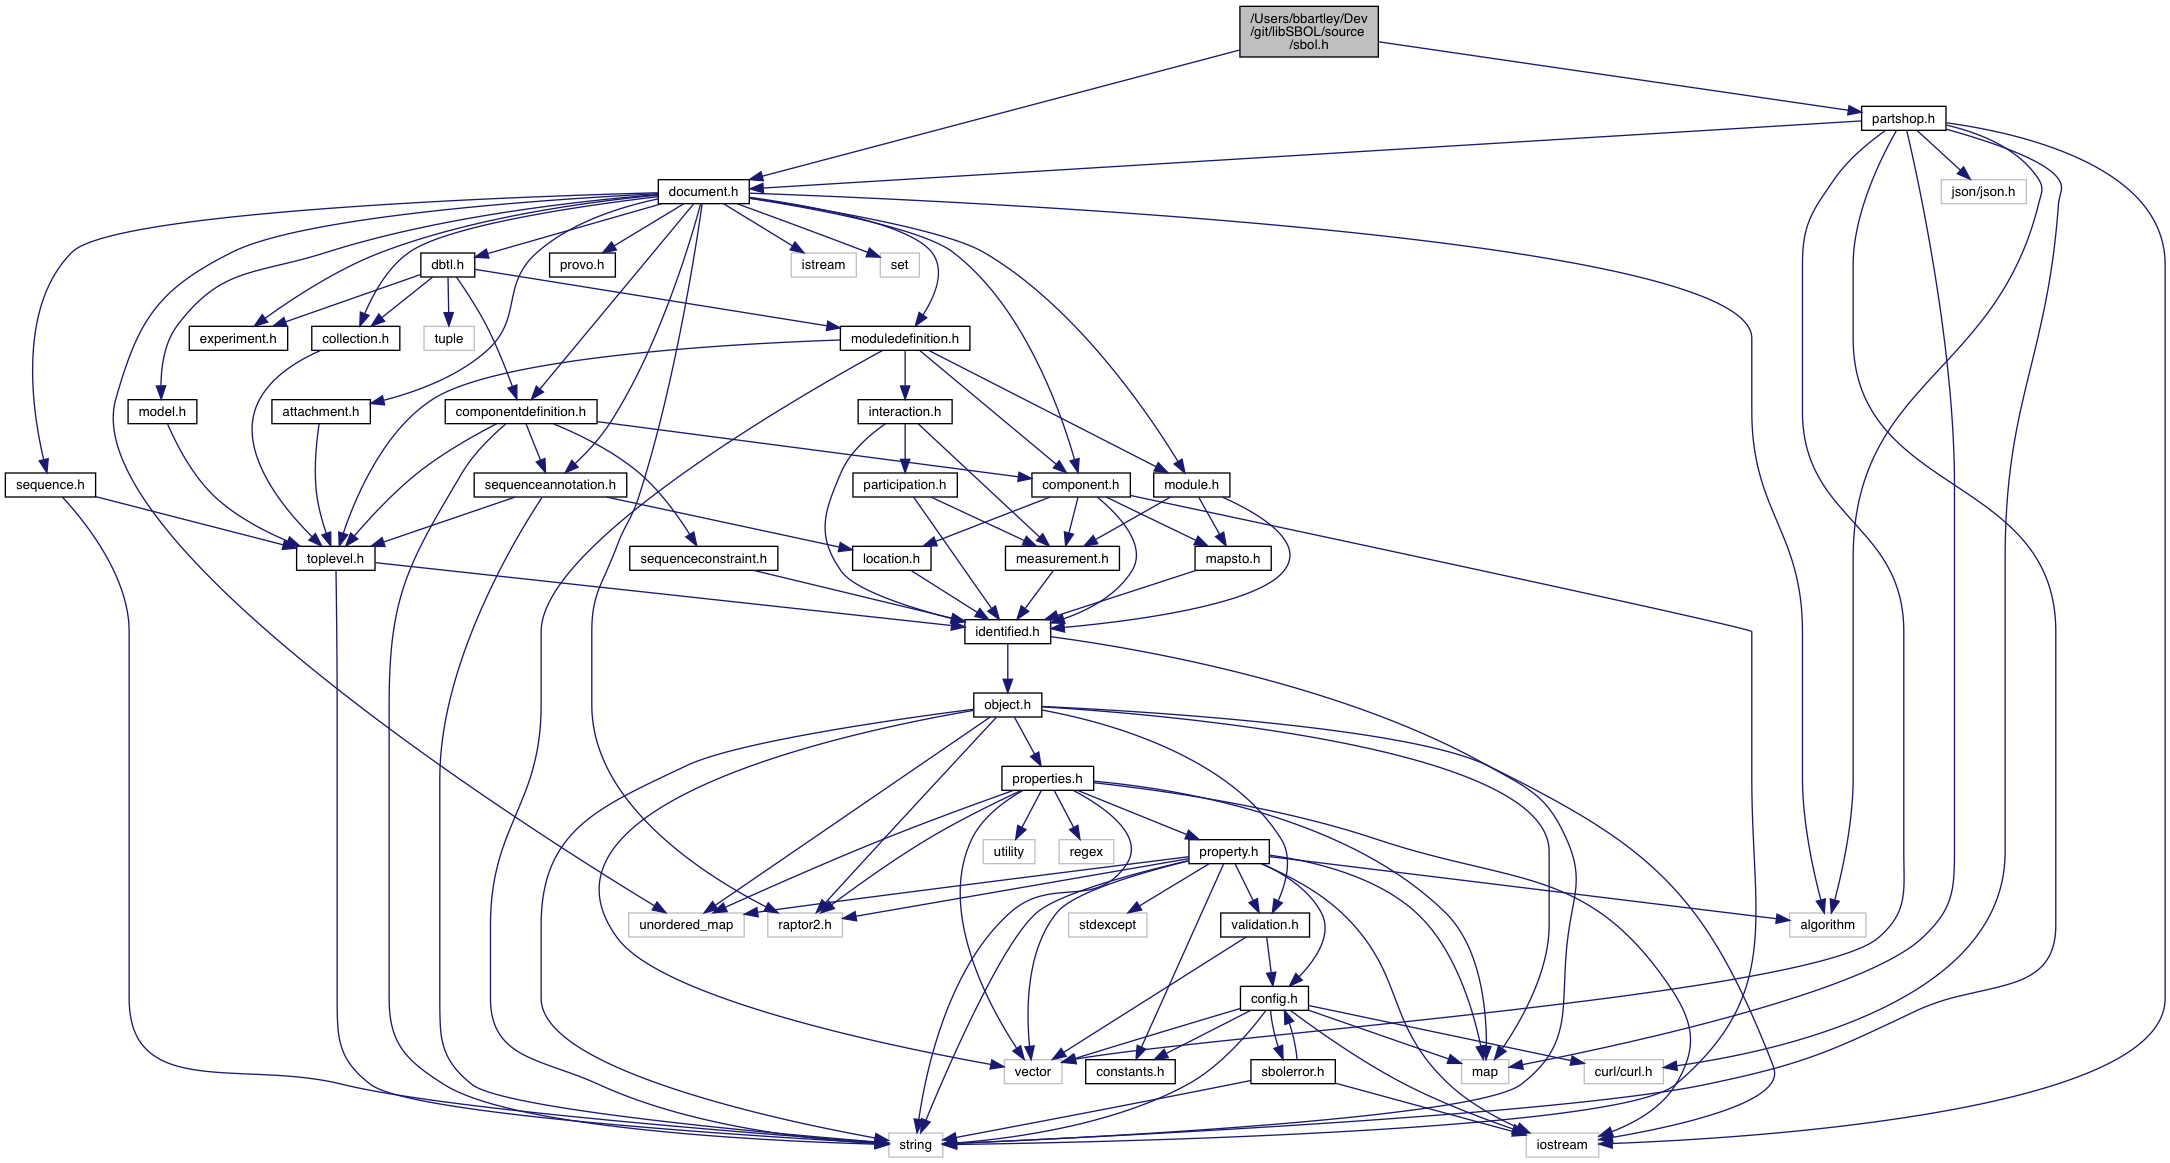 /Users/bbartley/Dev
/git/libSBOL/source
/sbol.h
partshop.h
document.h
json/json.h
dbtl.h
provo.h
istream
set
experiment.h
collection.h
tuple
moduledefinition.h
model.h
attachment.h
componentdefinition.h
interaction.h
sequence.h
sequenceannotation.h
participation.h
component.h
module.h
toplevel.h
sequenceconstraint.h
location.h
measurement.h
mapsto.h
identified.h
object.h
properties.h
utility
regex
property.h
unordered_map
raptor2.h
stdexcept
validation.h
algorithm
config.h
vector
constants.h
sbolerror.h
map
curl/curl.h
string
iostream